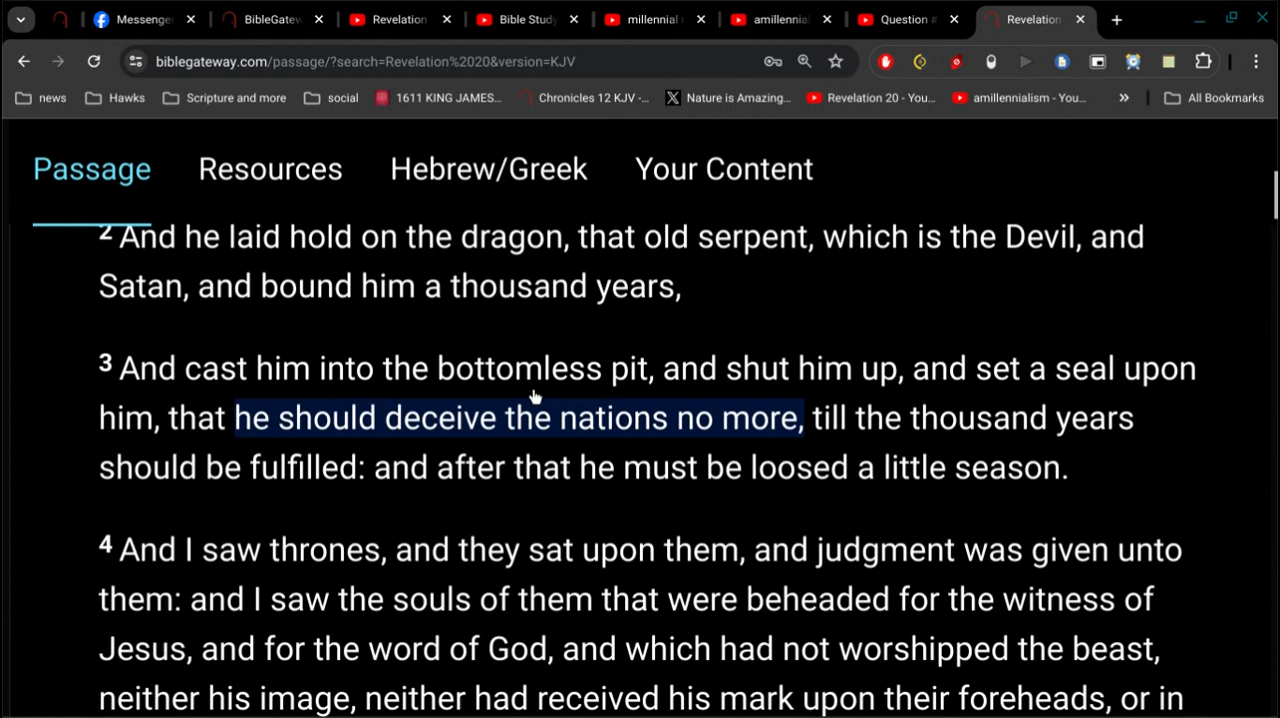 Messenger
BibleGatew
Revelation
Bible Study
millennial r
amillennial
Question #
Revelation
biblegateway.com/passage/?search=Revelation%2020&version=KJV
news
Hawks
Scripture and more
social
1611 KING JAMES...
Chronicles 12 KJV -...
Nature is Amazing...
Revelation 20 - You...
amillennialism - You...
»
All Bookmarks
Passage
Resources
Hebrew/Greek
Your Content
2 And he laid hold on the dragon, that old serpent, which is the Devil, and
Satan, and bound him a thousand years,
3 And cast him into the bottomless pit, and shut him up, and set a seal upon
him, that he should deceive the nations no more, till the thousand years
should be fulfilled: and after that he must be loosed a little season.
4 And I saw thrones, and they sat upon them, and judgment was given unto
them: and I saw the souls of them that were beheaded for the witness of
Jesus, and for the word of God, and which had not worshipped the beast,
neither his image, neither had received his mark upon their foreheads, or in